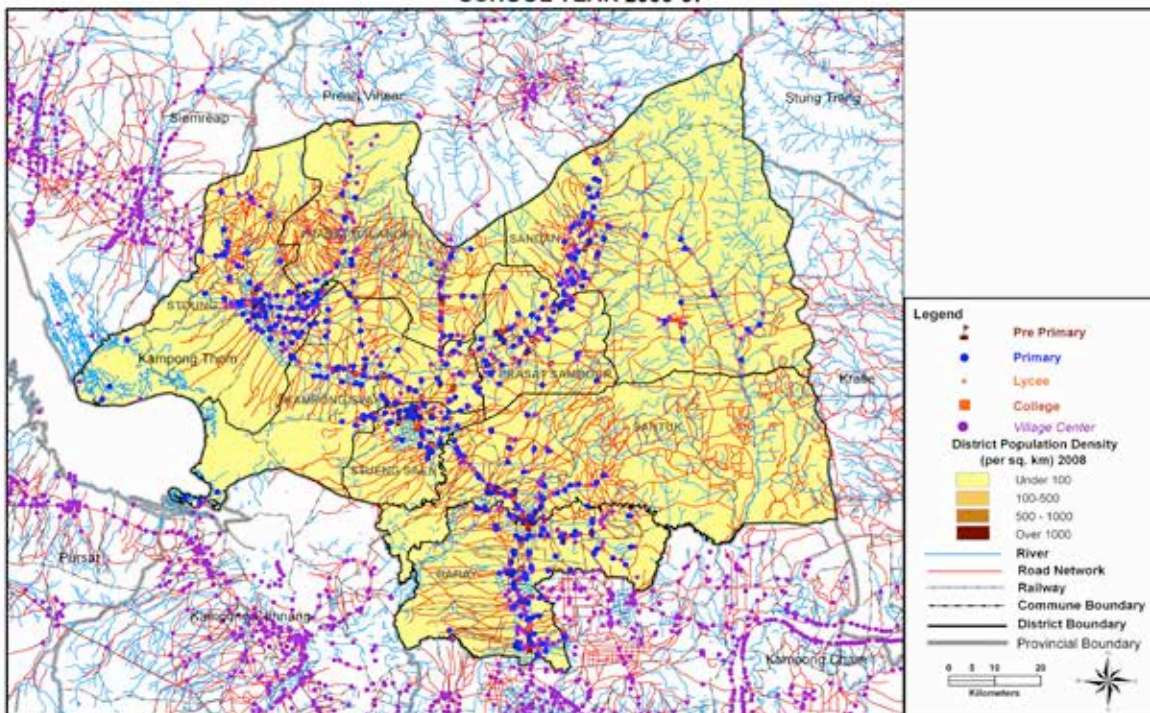 Preah Vihear
Stung Treng
Siemreap
SANDAN
STOUNG
Kampong Thom
PRASAT SAMBOUR
Kratie
KAMPONG SVAY
SANTUK
STUENG SAEN
Pursat
BARAY
Kampong Chhnang
Kampong Cham
Legend
Pre Primary
Primary
Lycee
College
Village Center
District Population Density
(per sq. km) 2008
Under 100
100-500
500 - 1000
Over 1000
River
Road Network
Railway
Commune Boundary
District Boundary
Provincial Boundary
0 5 10 20
Kilometers